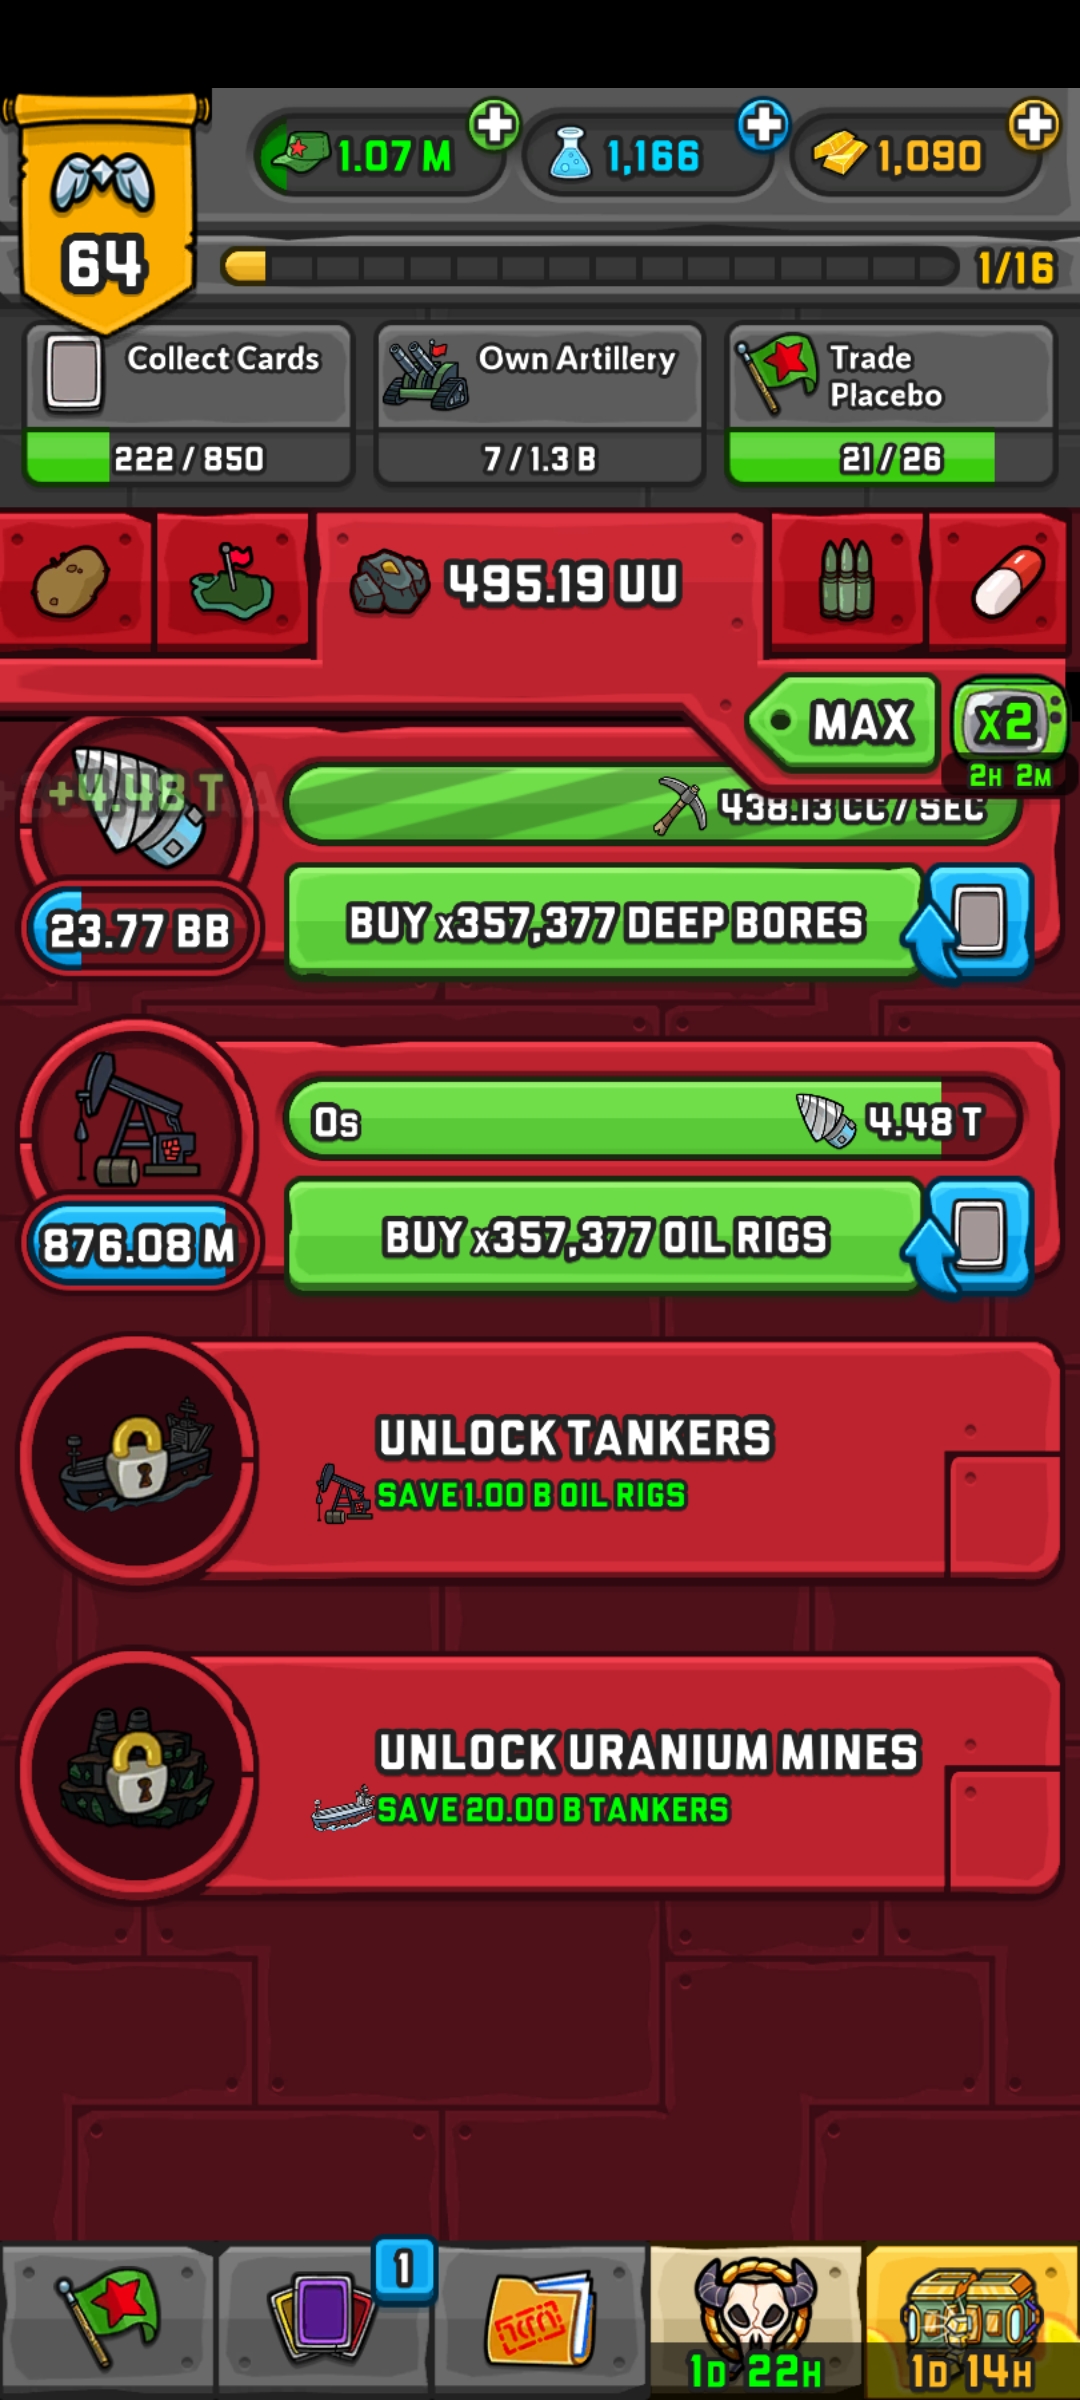 1.07 M
1,166
1,090
64
1/16
Collect Cards
222 / 850
Own Artillery
7 / 1.3 B
Trade
Placebo
21 / 26
495.19 UU
MAX
x2
2H 2M
+4.48 T
438.13 CC / SEC
23.77 BB
BUY x357,377 DEEP BORES
0s
4.48 T
876.08 M
BUY x357,377 OIL RIGS
UNLOCK TANKERS
SAVE 1.00 B OIL RIGS
UNLOCK URANIUM MINES
SAVE 20.00 B TANKERS
1
1D 22H
1D 14H